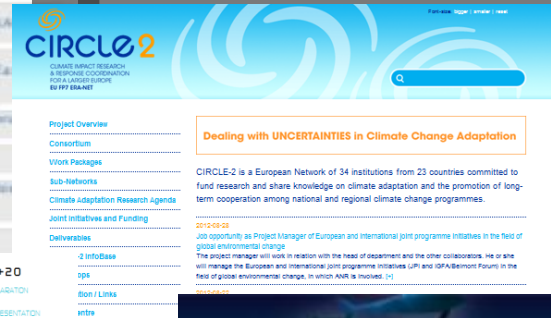 Font size: bigger | smaller | reset
CIRCLE 2
CLIMATE IMPACT RESEARCH
& RESPONSE COORDINATION
FOR A LARGER EUROPE
EU FP7 ERA-NET
Project Overview
Consortium
Work Packages
Sub-Networks
Climate Adaptation Research Agenda
Joint Initiatives and Funding
Deliverables
-2 InfoBase
ops
tion / Links
entre
Dealing with UNCERTAINTIES in Climate Change Adaptation
CIRCLE-2 is a European Network of 34 institutions from 23 countries committed to
fund research and share knowledge on climate adaptation and the promotion of long-
term cooperation among national and regional climate change programmes.
Job opportunity as Project Manager of European and international joint programme initiatives in the field of
global environmental change
The project manager will work in relation with the head of department and the other collaborators. He or she
will manage the European and international joint programme initiatives (JPI and IGFA/Belmont Forum) in the
field of global environmental change, in which ANR is involved. [+]
+20
ARATION
ESENTATION